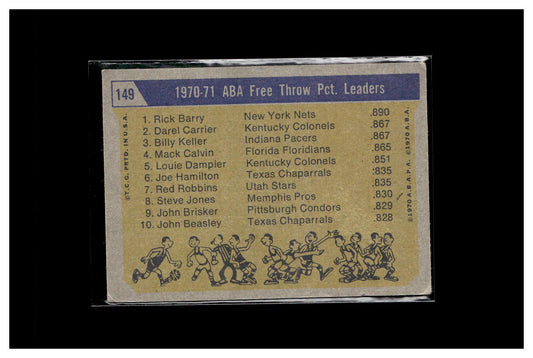 149
1970-71 ABA Free Throw Pct. Leaders
1. Rick Barry New York Nets .890
2. Darel Carrier Kentucky Colonels .867
3. Billy Keller Indiana Pacers .867
4. Mack Calvin Florida Floridians .865
5. Louie Dampier Kentucky Colonels .851
6. Joe Hamilton Texas Chaparrals .835
7. Red Robbins Utah Stars .835
8. Steve Jones Memphis Pros .830
9. John Brisker Pittsburgh Condors .829
10. John Beasley Texas Chaparrals .828
©T.C.G. PRTD. IN U.S.A.
©1970 A.B.A.P.A. ©1970 A.B.A.